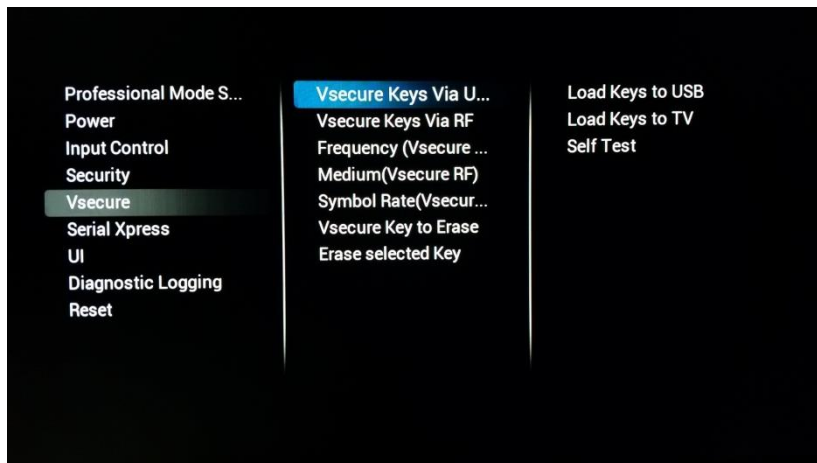 Professional Mode S...
Power
Input Control
Security
Vsecure
Serial Xpress
UI
Diagnostic Logging
Reset
Vsecure Keys Via U...
Vsecure Keys Via RF
Frequency (Vsecure ...
Medium(Vsecure RF)
Symbol Rate(Vsecur...
Vsecure Key to Erase
Erase selected Key
Load Keys to USB
Load Keys to TV
Self Test